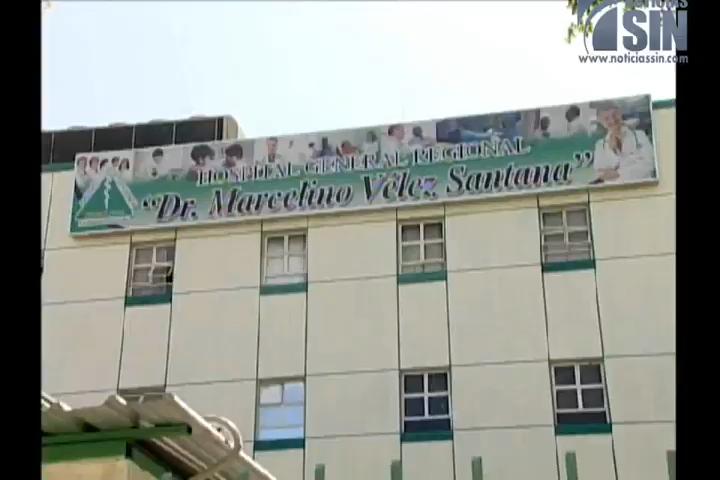 NOTICIAS
SIN
www.noticiassin.com
HOSPITAL GENERAL REGIONAL
"Dr. Marcelino Vélez Santana"